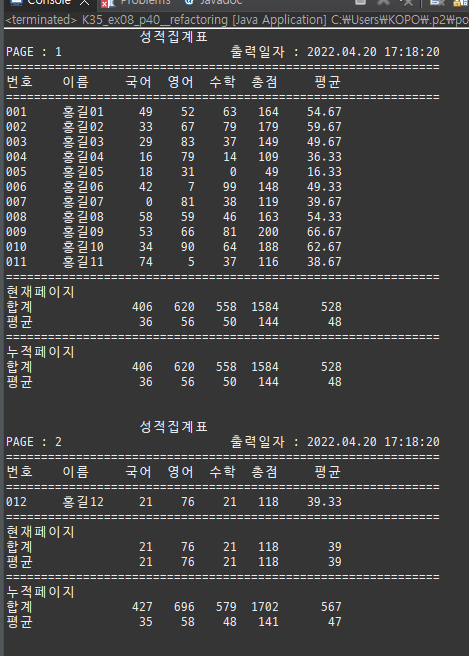 Console Problems Javadoc
<terminated> K35_ex08_p40__refactoring [Java Application] C:₩Users₩KOPO₩.p2₩po
성적집계표
PAGE : 1 출력일자 : 2022.04.20 17:18:20
==============================================================
번호 이름 국어 영어 수학 총점 평균
==============================================================
001 홍길01 49 52 63 164 54.67
002 홍길02 33 67 79 179 59.67
003 홍길03 29 83 37 149 49.67
004 홍길04 16 79 14 109 36.33
005 홍길05 18 31 0 49 16.33
006 홍길06 42 7 99 148 49.33
007 홍길07 0 81 38 119 39.67
008 홍길08 58 59 46 163 54.33
009 홍길09 53 66 81 200 66.67
010 홍길10 34 90 64 188 62.67
011 홍길11 74 5 37 116 38.67
==============================================================
현재페이지
합계 406 620 558 1584 528
평균 36 56 50 144 48
==============================================================
누적페이지
합계 406 620 558 1584 528
평균 36 56 50 144 48
성적집계표
PAGE : 2 출력일자 : 2022.04.20 17:18:20
==============================================================
번호 이름 국어 영어 수학 총점 평균
==============================================================
012 홍길12 21 76 21 118 39.33
==============================================================
현재페이지
합계 21 76 21 118 39
평균 21 76 21 118 39
==============================================================
누적페이지
합계 427 696 579 1702 567
평균 35 58 48 141 47